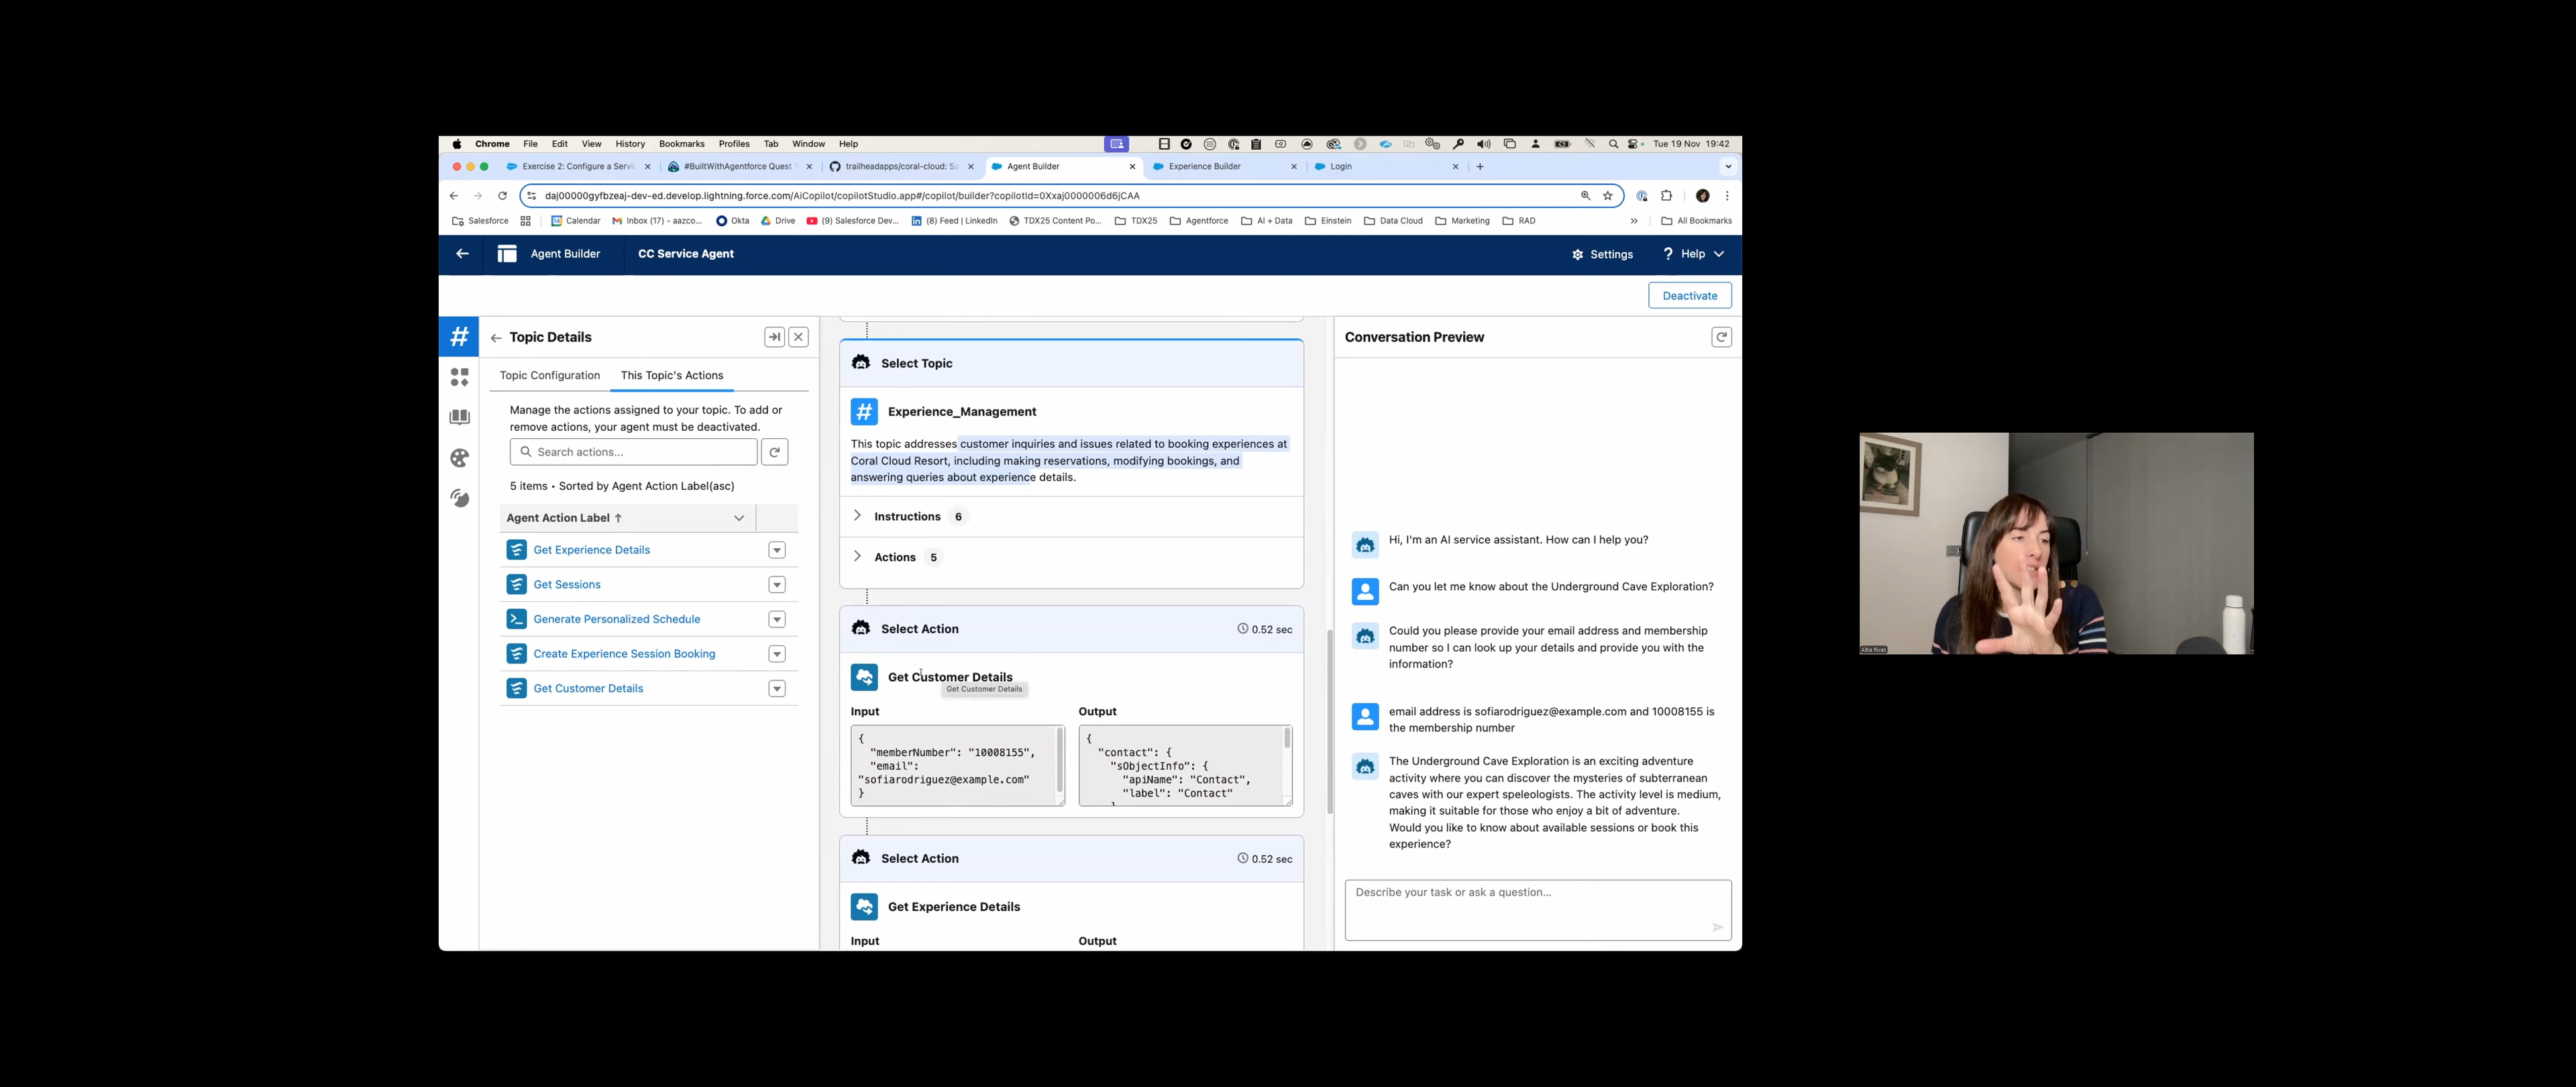 Chrome File Edit View History Bookmarks Profiles Tab Window Help Tue 19 Nov 19:42
Exercise 2: Configure a Servi #BuiltWithAgentforce Quest trailheadapps/coral-cloud: Sa Agent Builder Experience Builder Login
daj00000gyfbzeaj-dev-ed.develop.lightning.force.com/AiCopilot/copilotStudio.app#/copilot/builder?copilotId=0Xxaj0000006d6jCAA
Salesforce Calendar Inbox (17) - aazco... Okta Drive (9) Salesforce Dev... (8) Feed | LinkedIn TDX25 Content Po... TDX25 Agentforce AI + Data Einstein Data Cloud Marketing RAD » All Bookmarks
Agent Builder CC Service Agent Settings ? Help
Deactivate
Topic Details
Topic Configuration This Topic's Actions
Manage the actions assigned to your topic. To add or
remove actions, your agent must be deactivated.
Search actions...
5 items • Sorted by Agent Action Label(asc)
Agent Action Label ↑
Get Experience Details
Get Sessions
Generate Personalized Schedule
Create Experience Session Booking
Get Customer Details
Select Topic
# Experience_Management
This topic addresses customer inquiries and issues related to booking experiences at
Coral Cloud Resort, including making reservations, modifying bookings, and
answering queries about experience details.
Instructions 6
Actions 5
Select Action 0.52 sec
Get Customer Details
Get Customer Details
Input Output
{
"memberNumber": "10008155",
"email":
"sofiarodriguez@example.com"
}
{
"contact": {
"sObjectInfo": {
"apiName": "Contact",
"label": "Contact"
}
Select Action 0.52 sec
Get Experience Details
Input Output
Conversation Preview
Hi, I'm an AI service assistant. How can I help you?
Can you let me know about the Underground Cave Exploration?
Could you please provide your email address and membership
number so I can look up your details and provide you with the
information?
email address is sofiarodriguez@example.com and 10008155 is
the membership number
The Underground Cave Exploration is an exciting adventure
activity where you can discover the mysteries of subterranean
caves with our expert speleologists. The activity level is medium,
making it suitable for those who enjoy a bit of adventure.
Would you like to know about available sessions or book this
experience?
Describe your task or ask a question...
Alba Rivas